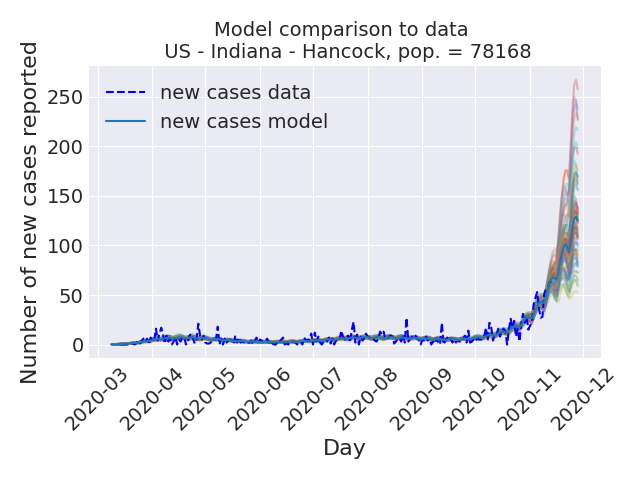 Model comparison to data
US - Indiana - Hancock, pop. = 78168
Number of new cases reported
250
200
150
100
50
0
new cases data
new cases model
2020-03
2020-04
2020-05
2020-06
2020-07
2020-08
2020-09
2020-10
2020-11
2020-12
Day